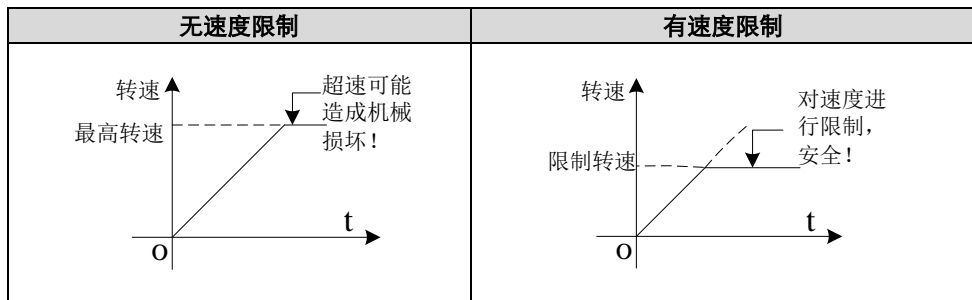 无速度限制
有速度限制
转速
最高转速
超速可能
造成机械
损坏！
t
O
转速
限制转速
对速度进
行限制，
安全！
t
O